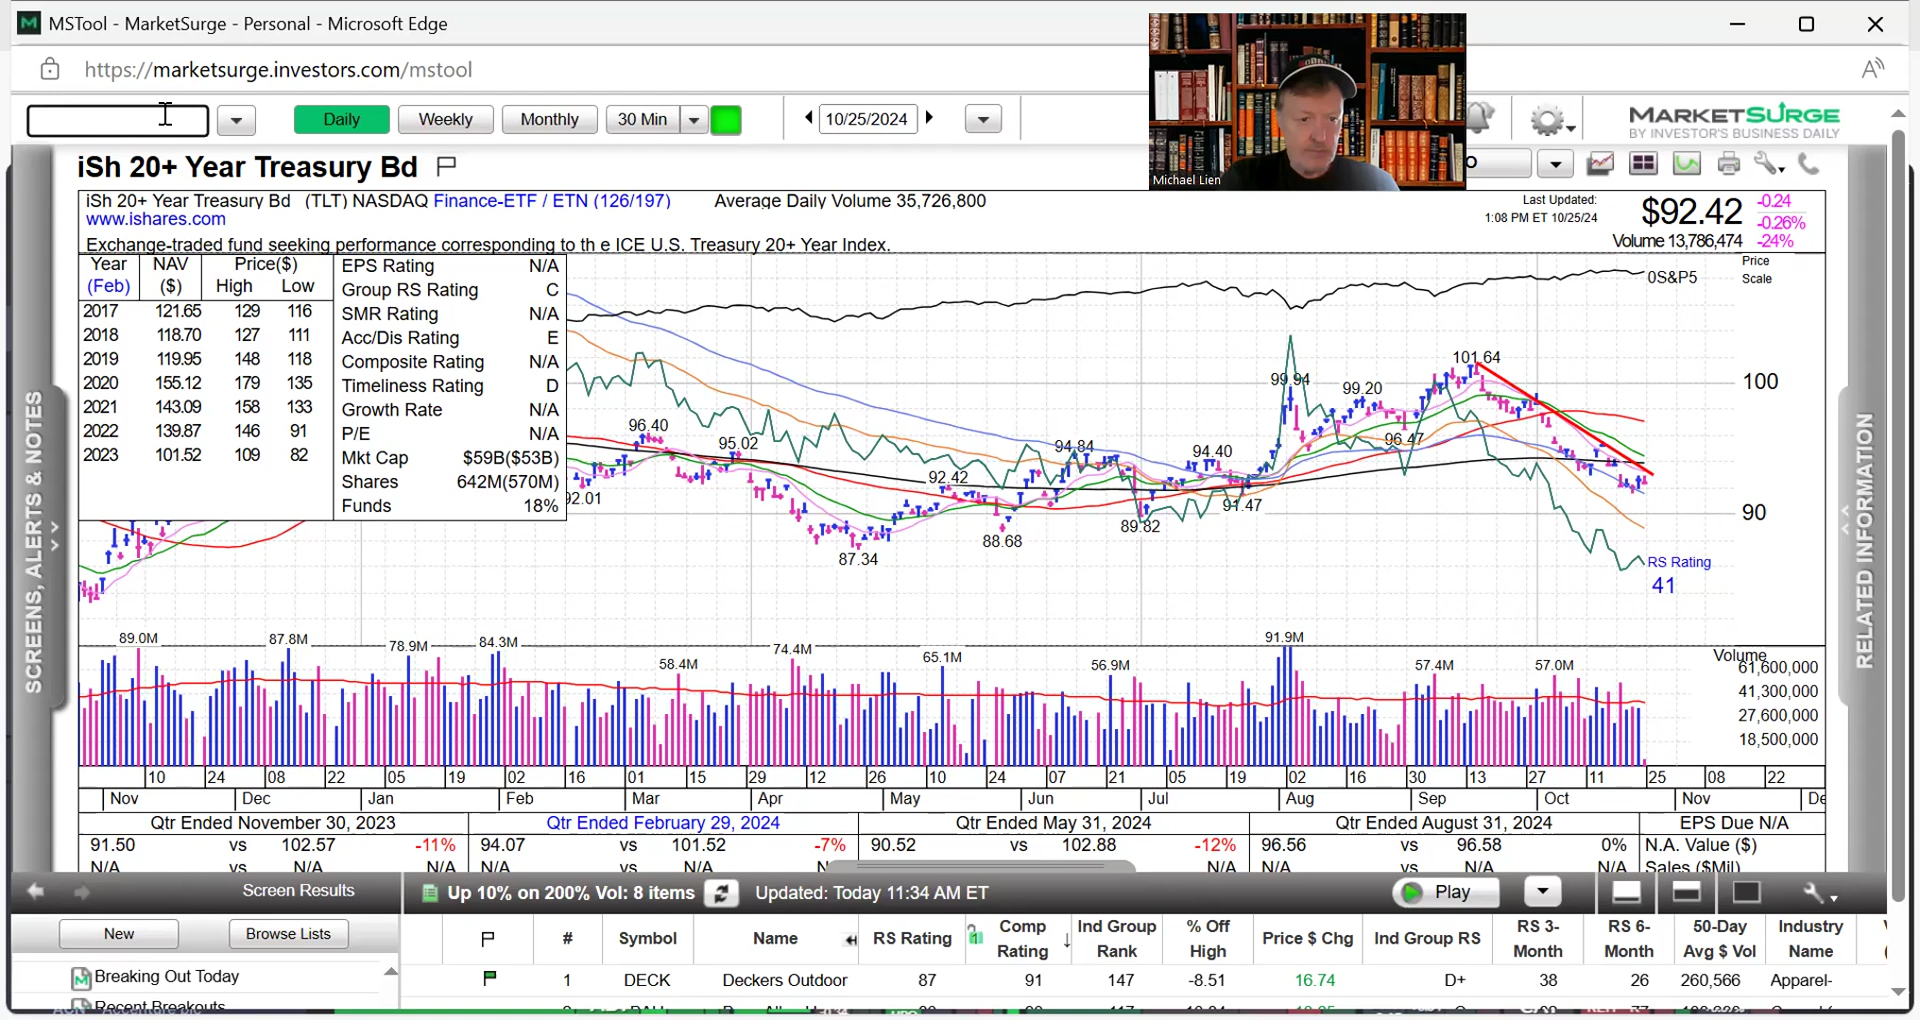 MSTool - MarketSurge - Personal - Microsoft Edge
https://marketsurge.investors.com/mstool
Daily
Weekly
Monthly
30 Min
10/25/2024
MARKETSURGE
BY INVESTOR'S BUSINESS DAILY
Michael Lien
iSh 20+ Year Treasury Bd
iSh 20+ Year Treasury Bd (TLT) NASDAQ Finance-ETF / ETN (126/197) Average Daily Volume 35,726,800
www.ishares.com
Exchange-traded fund seeking performance corresponding to th e ICE U.S. Treasury 20+ Year Index.
Last Updated:
1:08 PM ET 10/25/24
$92.42
-0.24
-0.26%
Volume 13,786,474 -24%
Year NAV Price($)
(Feb) ($) High Low
2017 121.65 129 116
2018 118.70 127 111
2019 119.95 148 118
2020 155.12 179 135
2021 143.09 158 133
2022 139.87 146 91
2023 101.52 109 82
EPS Rating N/A
Group RS Rating C
SMR Rating N/A
Acc/Dis Rating E
Composite Rating N/A
Timeliness Rating D
Growth Rate N/A
P/E N/A
Mkt Cap $59B($53B)
Shares 642M(570M)
Funds 18%
Price
Scale
0S&P5
101.64
100
99.94
99.20
96.40
96.47
95.02
94.84
94.40
92.42
92.01
91.47
90
89.82
88.68
87.34
RS Rating
41
89.0M
87.8M
78.9M
84.3M
58.4M
74.4M
65.1M
56.9M
91.9M
57.4M
57.0M
Volume
61,600,000
41,300,000
27,600,000
18,500,000
10 24 08 22 05 19 02 16 01 15 29 12 26 10 24 07 21 05 19 02 16 30 13 27 11 25 08 22
Nov Dec Jan Feb Mar Apr May Jun Jul Aug Sep Oct Nov De
Qtr Ended November 30, 2023 Qtr Ended February 29, 2024 Qtr Ended May 31, 2024 Qtr Ended August 31, 2024 EPS Due N/A
91.50 vs 102.57 -11% 94.07 vs 101.52 -7% 90.52 vs 102.88 -12% 96.56 vs 96.58 0% N.A. Value ($)
N/A vs N/A N/A N/A vs N/A N/A vs N/A N/A N/A vs N/A N/A Sales ($Mil)
SCREENS, ALERTS & NOTES
RELATED INFORMATION
Screen Results
Up 10% on 200% Vol: 8 items
Updated: Today 11:34 AM ET
Play
New
Browse Lists
Breaking Out Today
Recent Breakouts
# Symbol Name RS Rating Comp Rating Ind Group Rank % Off High Price $ Chg Ind Group RS RS 3-Month RS 6-Month 50-Day Avg $ Vol Industry Name
1 DECK Deckers Outdoor 87 91 147 -8.51 16.74 D+ 38 26 260,566 Apparel-